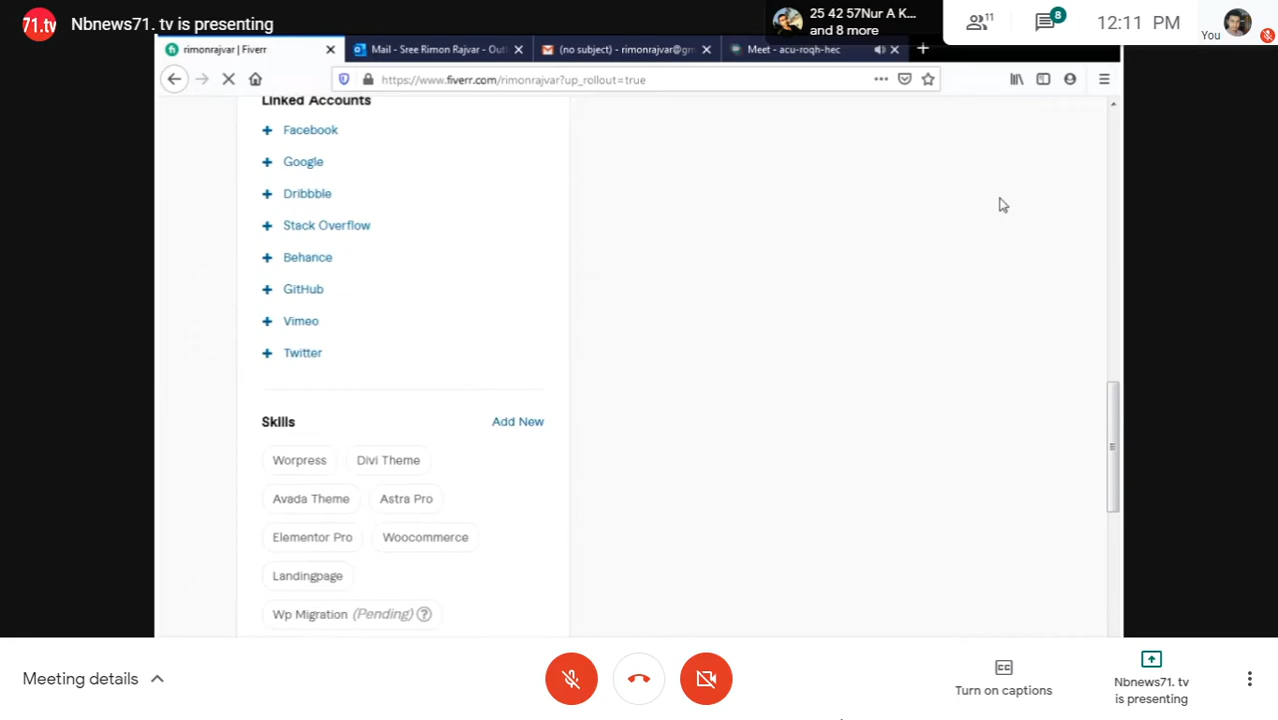 71.tv
Nbnews71. tv is presenting
25 42 57Nur A K...
and 8 more
11
8
12:11 PM
You
rimonrajvar | Fiverr
Mail - Sree Rimon Rajvar - Outl
(no subject) - rimonrajvar@gm
Meet - acu-roqh-hec
https://www.fiverr.com/rimonrajvar?up_rollout=true
Linked Accounts
+ Facebook
+ Google
+ Dribbble
+ Stack Overflow
+ Behance
+ GitHub
+ Vimeo
+ Twitter
Skills Add New
Worpress Divi Theme
Avada Theme Astra Pro
Elementor Pro Woocommerce
Landingpage
Wp Migration (Pending) ?
Meeting details
CC
Turn on captions
Nbnews71. tv
is presenting